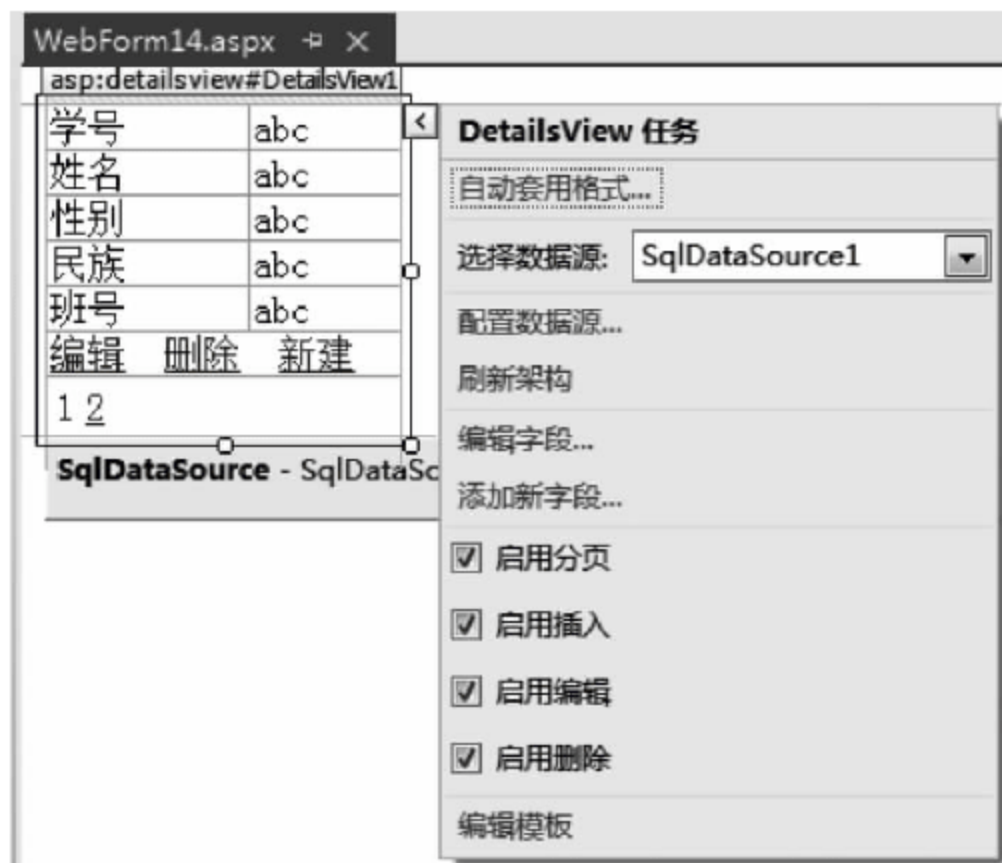 WebForm14.aspx
asp:detailsview#DetailsView1
学号 abc
姓名 abc
性别 abc
民族 abc
班号 abc
编辑 删除 新建
1 2
SqlDataSource - SqlDataSc
DetailsView 任务
自动套用格式...
选择数据源: SqlDataSource1
配置数据源...
刷新架构
编辑字段...
添加新字段...
启用分页
启用插入
启用编辑
启用删除
编辑模板